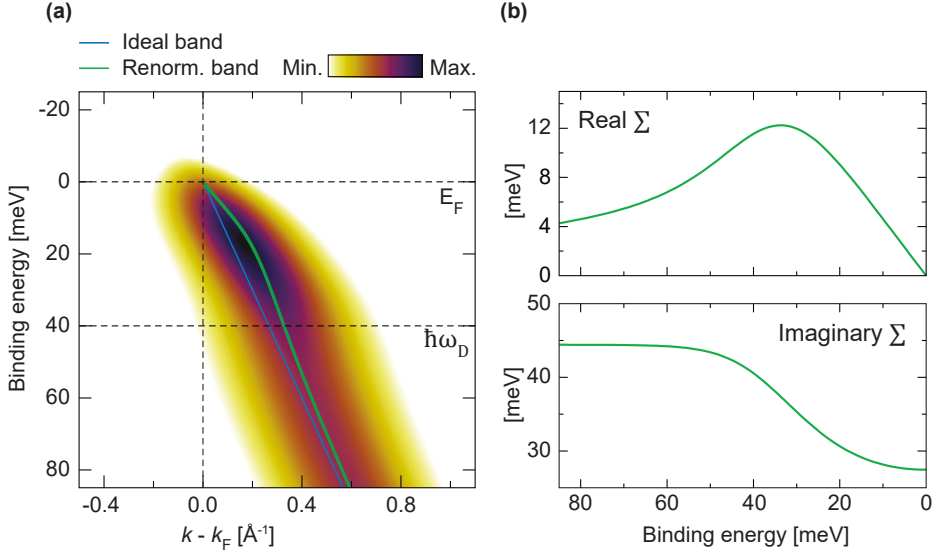 (a)
Ideal band
Renorm. band
Min.
Max.
-20
0
20
40
60
80
Binding energy [meV]
E_F
ħω_D
-0.4
0.0
0.4
0.8
k - k_F [Å⁻¹]
(b)
Real ∑
12
8
4
0
[meV]
Imaginary ∑
50
40
30
[meV]
80
60
40
20
0
Binding energy [meV]